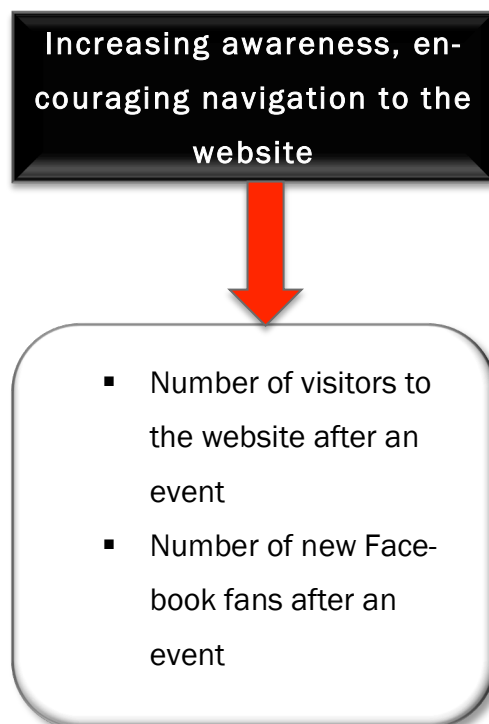 Increasing awareness, en-
couraging navigation to the
website
▪ Number of visitors to
the website after an
event
▪ Number of new Face-
book fans after an
event